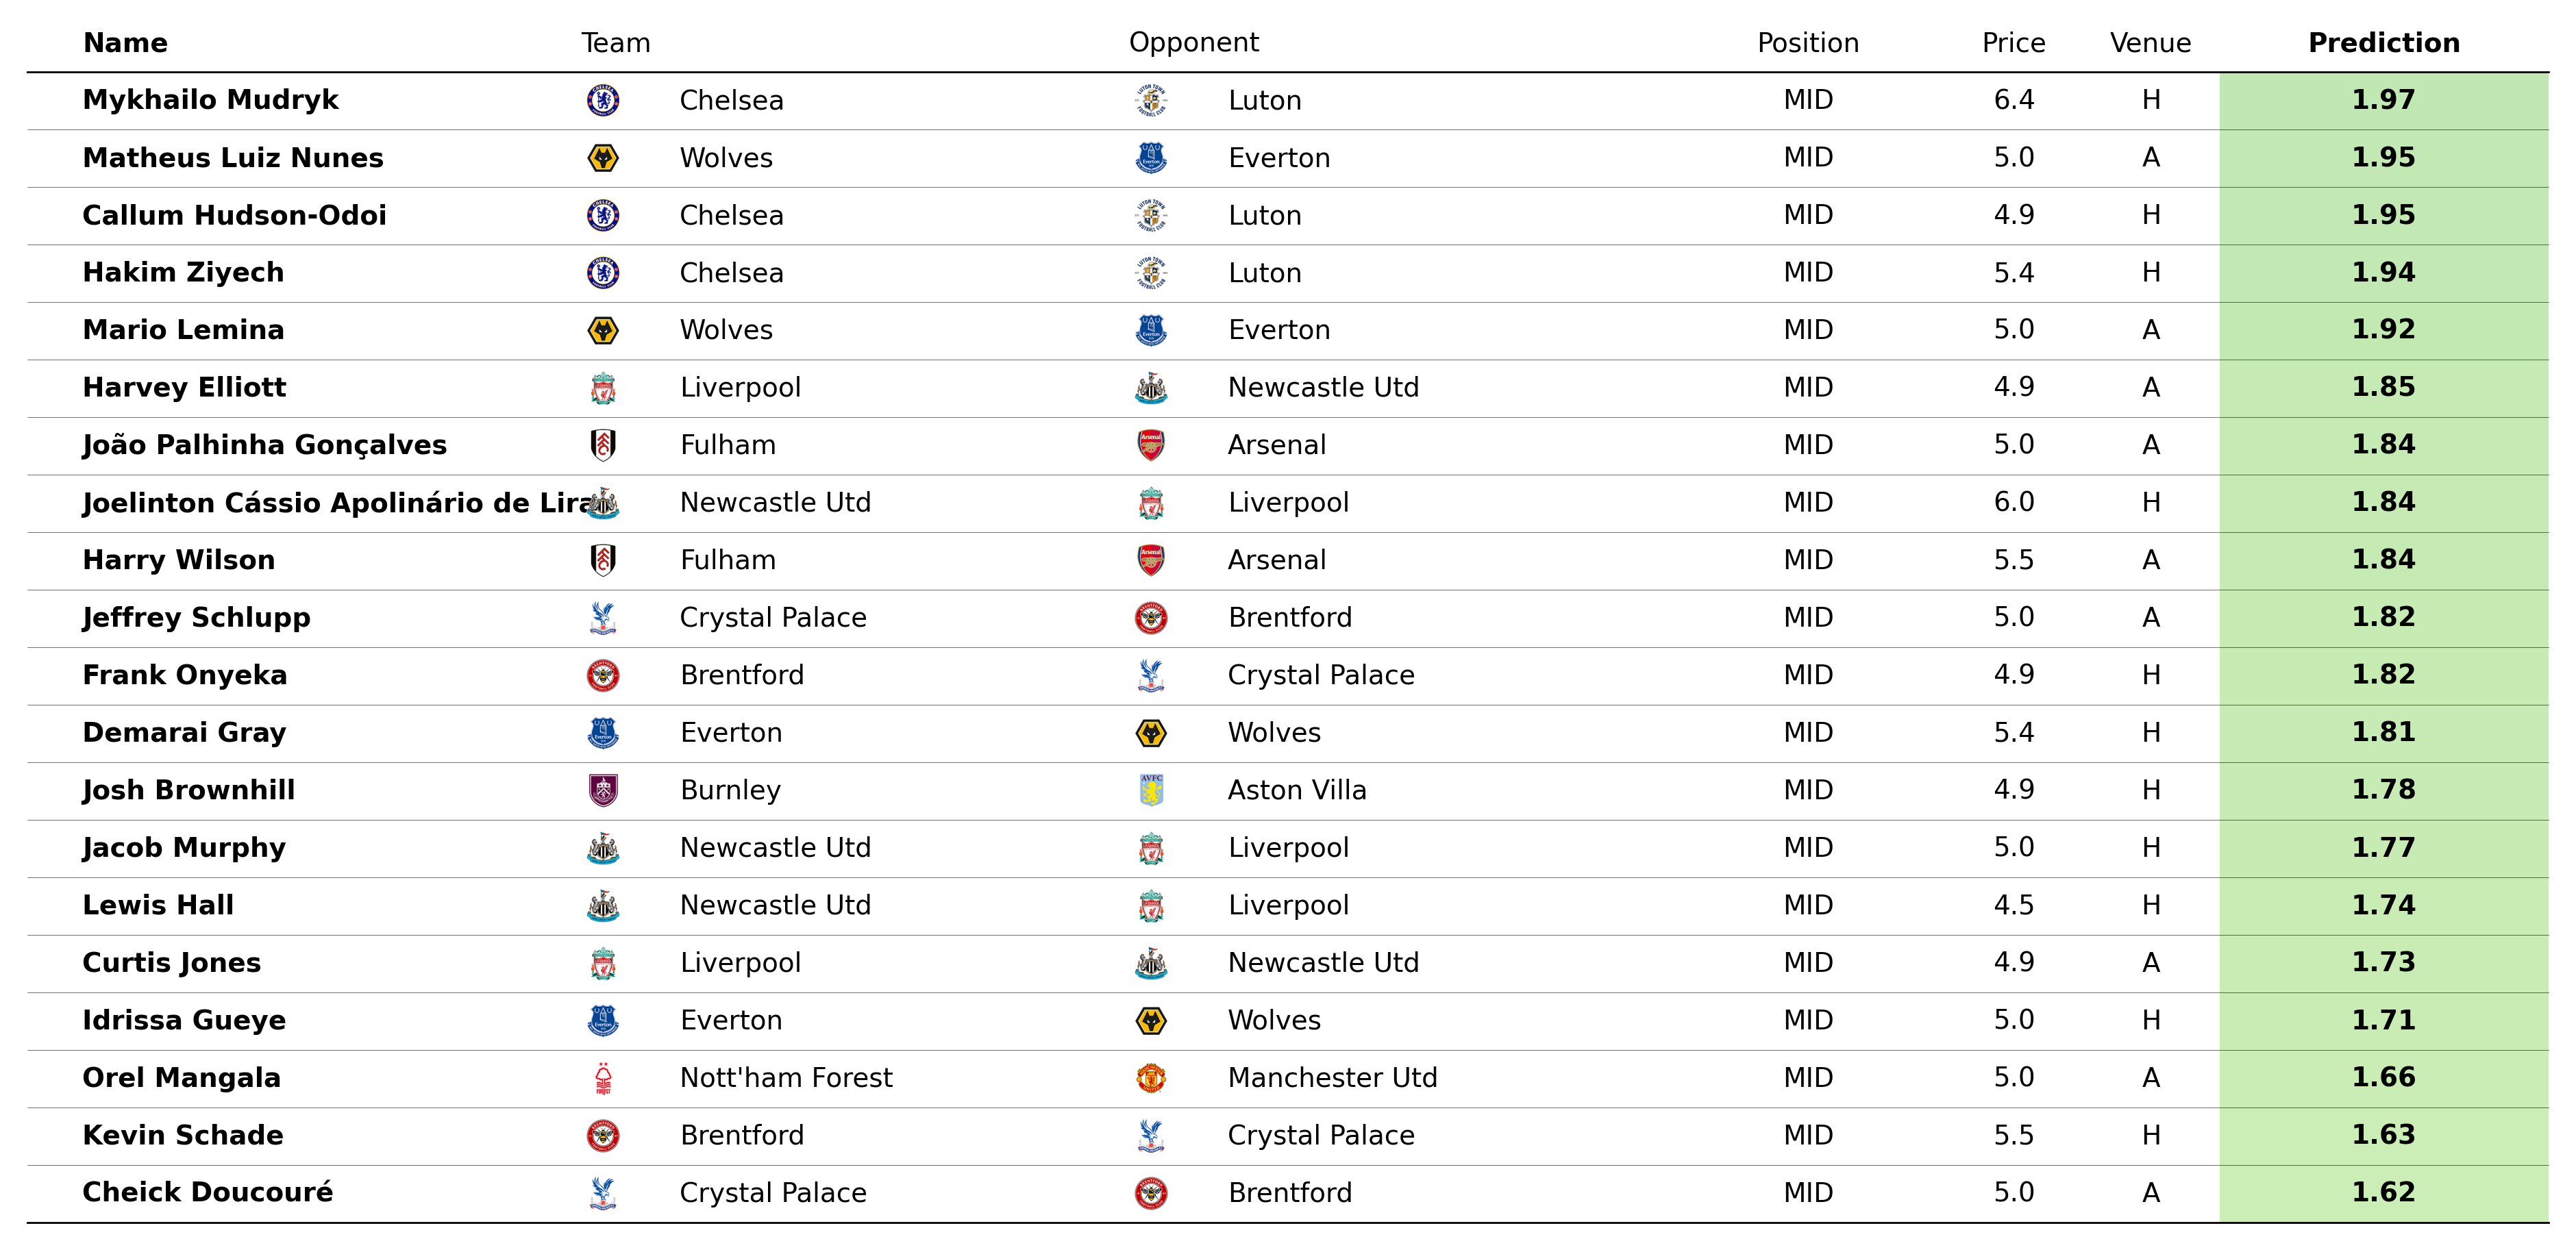 Name Team Opponent Position Price Venue Prediction
Mykhailo Mudryk Chelsea Luton MID 6.4 H 1.97
Matheus Luiz Nunes Wolves Everton MID 5.0 A 1.95
Callum Hudson-Odoi Chelsea Luton MID 4.9 H 1.95
Hakim Ziyech Chelsea Luton MID 5.4 H 1.94
Mario Lemina Wolves Everton MID 5.0 A 1.92
Harvey Elliott Liverpool Newcastle Utd MID 4.9 A 1.85
João Palhinha Gonçalves Fulham Arsenal MID 5.0 A 1.84
Joelinton Cássio Apolinário de Lira Newcastle Utd Liverpool MID 6.0 H 1.84
Harry Wilson Fulham Arsenal MID 5.5 A 1.84
Jeffrey Schlupp Crystal Palace Brentford MID 5.0 A 1.82
Frank Onyeka Brentford Crystal Palace MID 4.9 H 1.82
Demarai Gray Everton Wolves MID 5.4 H 1.81
Josh Brownhill Burnley Aston Villa MID 4.9 H 1.78
Jacob Murphy Newcastle Utd Liverpool MID 5.0 H 1.77
Lewis Hall Newcastle Utd Liverpool MID 4.5 H 1.74
Curtis Jones Liverpool Newcastle Utd MID 4.9 A 1.73
Idrissa Gueye Everton Wolves MID 5.0 H 1.71
Orel Mangala Nott'ham Forest Manchester Utd MID 5.0 A 1.66
Kevin Schade Brentford Crystal Palace MID 5.5 H 1.63
Cheick Doucouré Crystal Palace Brentford MID 5.0 A 1.62